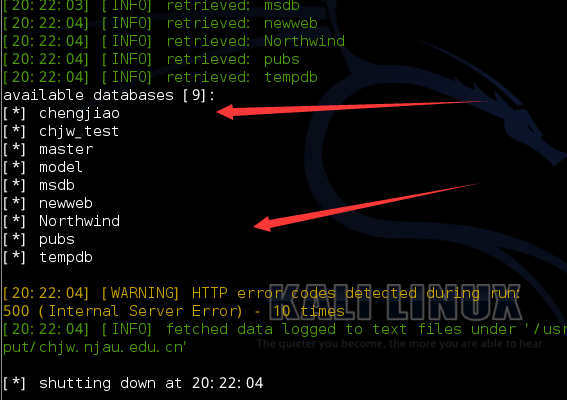 [20:22:03] [INFO] retrieved: msdb
[20:22:04] [INFO] retrieved: newweb
[20:22:04] [INFO] retrieved: Northwind
[20:22:04] [INFO] retrieved: pubs
[20:22:04] [INFO] retrieved: tempdb
available databases [9]:
[*] chengjiao
[*] chjw_test
[*] master
[*] model
[*] msdb
[*] newweb
[*] Northwind
[*] pubs
[*] tempdb
[20:22:04] [WARNING] HTTP error codes detected during run:
500 (Internal Server Error) - 10 times
KALI LINUX
[20:22:04] [INFO] fetched data logged to text files under '/usr
put/chjw.njau.edu.cn'
The quieter you become, the more you are able to hear.
[*] shutting down at 20:22:04